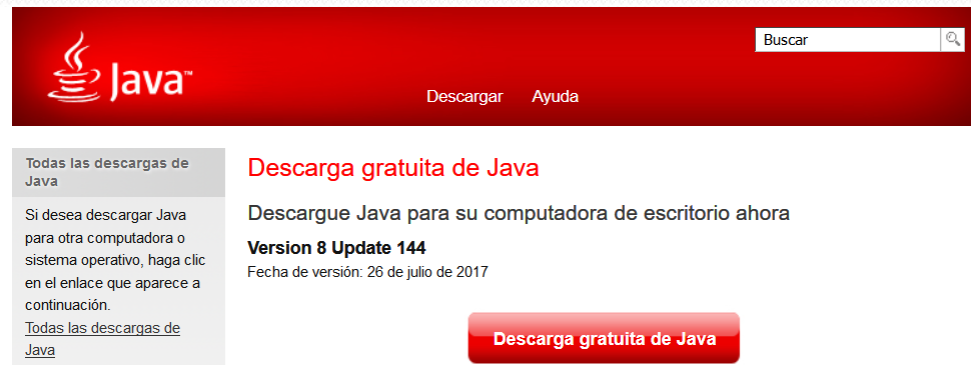 Buscar
Java™
Descargar Ayuda
Todas las descargas de
Java
Si desea descargar Java
para otra computadora o
sistema operativo, haga clic
en el enlace que aparece a
continuación.
Todas las descargas de
Java
Descarga gratuita de Java
Descargue Java para su computadora de escritorio ahora
Version 8 Update 144
Fecha de versión: 26 de julio de 2017
Descarga gratuita de Java